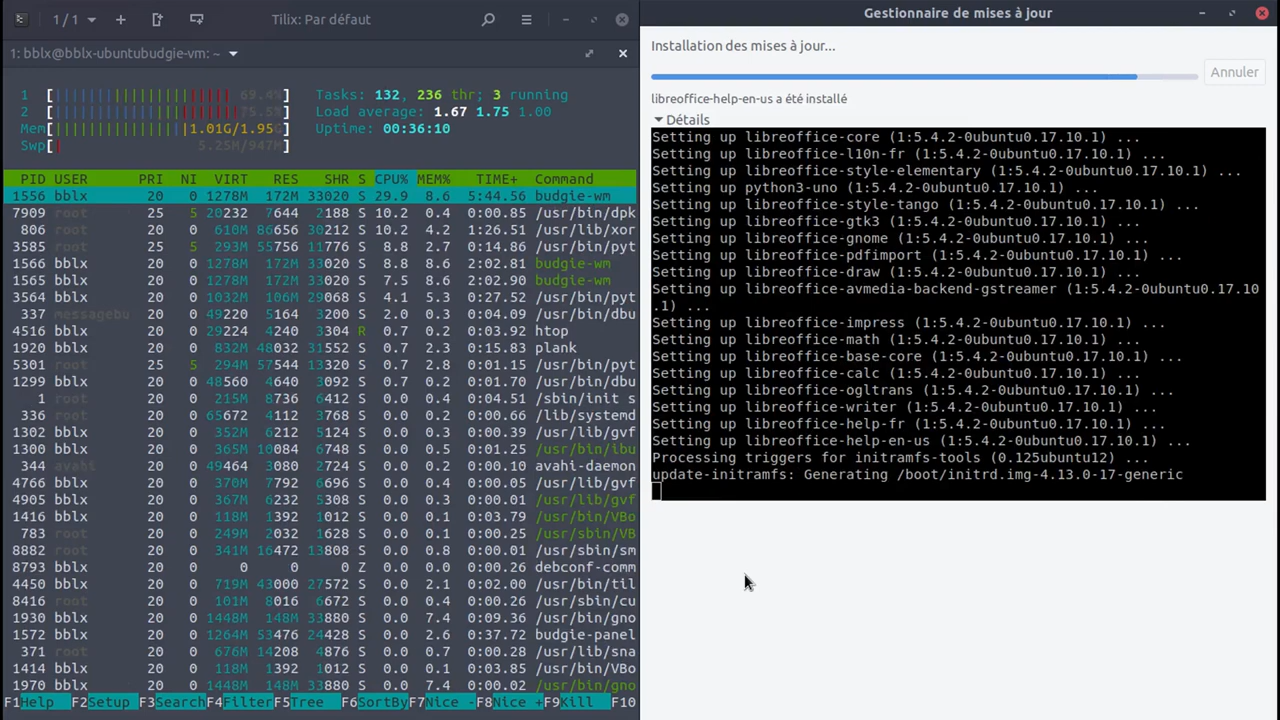 1 / 1
Tilix: Par défaut
1: bblx@bblx-ubuntubudgie-vm: ~
1 [ 69.4%]
2 [ 75.5%]
Mem[1.01G/1.95G]
Swp[ 5.25M/947M]
Tasks: 132, 236 thr; 3 running
Load average: 1.67 1.75 1.00
Uptime: 00:36:10
PID USER PRI NI VIRT RES SHR S CPU% MEM% TIME+ Command
1556 bblx 20 0 1278M 172M 33020 S 29.9 8.6 5:44.56 budgie-wm
7909 root 25 5 20232 7644 2188 S 10.2 0.4 0:00.85 /usr/bin/dpk
806 root 20 0 610M 86656 30212 S 10.2 4.2 1:26.51 /usr/lib/xor
3585 root 25 5 293M 55756 11776 S 8.8 2.7 0:14.86 /usr/bin/pyt
1566 bblx 20 0 1278M 172M 33020 S 8.8 8.6 2:02.81 budgie-wm
1565 bblx 20 0 1278M 172M 33020 S 7.5 8.6 2:02.90 budgie-wm
3564 bblx 20 0 1032M 106M 29068 S 4.1 5.3 0:27.52 /usr/bin/pyt
337 messagebu 20 0 49220 5164 3200 S 2.0 0.3 0:04.09 /usr/bin/dbu
4516 bblx 20 0 29224 4240 3304 R 0.7 0.2 0:03.92 htop
1920 bblx 20 0 832M 48032 31552 S 0.7 2.3 0:15.83 plank
5301 root 25 5 294M 57544 13320 S 0.7 2.8 0:01.15 /usr/bin/pyt
1299 bblx 20 0 48560 4640 3092 S 0.7 0.2 0:01.70 /usr/bin/dbu
1 root 20 0 215M 8736 6412 S 0.0 0.4 0:04.51 /sbin/init s
336 root 20 0 65672 4112 3768 S 0.0 0.2 0:00.66 /lib/systemd
1302 bblx 20 0 352M 6212 5124 S 0.0 0.3 0:00.39 /usr/lib/gvf
1300 bblx 20 0 365M 10084 6748 S 0.0 0.5 0:01.25 /usr/bin/ibu
344 avahi 20 0 49464 3080 2724 S 0.0 0.2 0:00.10 avahi-daemon
4766 bblx 20 0 370M 7792 6696 S 0.0 0.4 0:00.05 /usr/lib/gvf
4905 bblx 20 0 367M 6232 5308 S 0.0 0.3 0:00.01 /usr/lib/gvf
1416 bblx 20 0 118M 1392 1012 S 0.0 0.1 0:03.79 /usr/bin/VBo
783 root 20 0 249M 2032 1628 S 0.0 0.1 0:00.25 /usr/sbin/VB
8882 root 20 0 341M 16472 13808 S 0.0 0.8 0:00.01 /usr/sbin/sm
8793 bblx 20 0 0 0 0 Z 0.0 0.0 0:00.26 debconf-comm
4450 bblx 20 0 719M 43000 27572 S 0.0 2.1 0:02.00 /usr/bin/til
8416 root 20 0 101M 8016 6672 S 0.0 0.4 0:00.26 /usr/sbin/cu
1930 bblx 20 0 1448M 148M 33880 S 0.0 7.4 0:09.36 /usr/bin/gno
1572 bblx 20 0 1264M 53476 24428 S 0.0 2.6 0:37.72 budgie-panel
371 root 20 0 676M 14208 4876 S 0.0 0.7 0:00.28 /usr/lib/sna
1414 bblx 20 0 118M 1392 1012 S 0.0 0.1 0:03.85 /usr/bin/VBo
1970 bblx 20 0 1448M 148M 33880 S 0.0 7.4 0:00.02 /usr/bin/gno
F1Help F2Setup F3SearchF4FilterF5Tree F6SortByF7Nice -F8Nice +F9Kill F10
Gestionnaire de mises à jour
Installation des mises à jour...
Annuler
libreoffice-help-en-us a été installé
Détails
Setting up libreoffice-core (1:5.4.2-0ubuntu0.17.10.1) ...
Setting up libreoffice-l10n-fr (1:5.4.2-0ubuntu0.17.10.1) ...
Setting up libreoffice-style-elementary (1:5.4.2-0ubuntu0.17.10.1) ...
Setting up python3-uno (1:5.4.2-0ubuntu0.17.10.1) ...
Setting up libreoffice-style-tango (1:5.4.2-0ubuntu0.17.10.1) ...
Setting up libreoffice-gtk3 (1:5.4.2-0ubuntu0.17.10.1) ...
Setting up libreoffice-gnome (1:5.4.2-0ubuntu0.17.10.1) ...
Setting up libreoffice-pdfimport (1:5.4.2-0ubuntu0.17.10.1) ...
Setting up libreoffice-draw (1:5.4.2-0ubuntu0.17.10.1) ...
Setting up libreoffice-avmedia-backend-gstreamer (1:5.4.2-0ubuntu0.17.10
.1) ...
Setting up libreoffice-impress (1:5.4.2-0ubuntu0.17.10.1) ...
Setting up libreoffice-math (1:5.4.2-0ubuntu0.17.10.1) ...
Setting up libreoffice-base-core (1:5.4.2-0ubuntu0.17.10.1) ...
Setting up libreoffice-calc (1:5.4.2-0ubuntu0.17.10.1) ...
Setting up libreoffice-ogltrans (1:5.4.2-0ubuntu0.17.10.1) ...
Setting up libreoffice-writer (1:5.4.2-0ubuntu0.17.10.1) ...
Setting up libreoffice-help-fr (1:5.4.2-0ubuntu0.17.10.1) ...
Setting up libreoffice-help-en-us (1:5.4.2-0ubuntu0.17.10.1) ...
Processing triggers for initramfs-tools (0.125ubuntu12) ...
update-initramfs: Generating /boot/initrd.img-4.13.0-17-generic